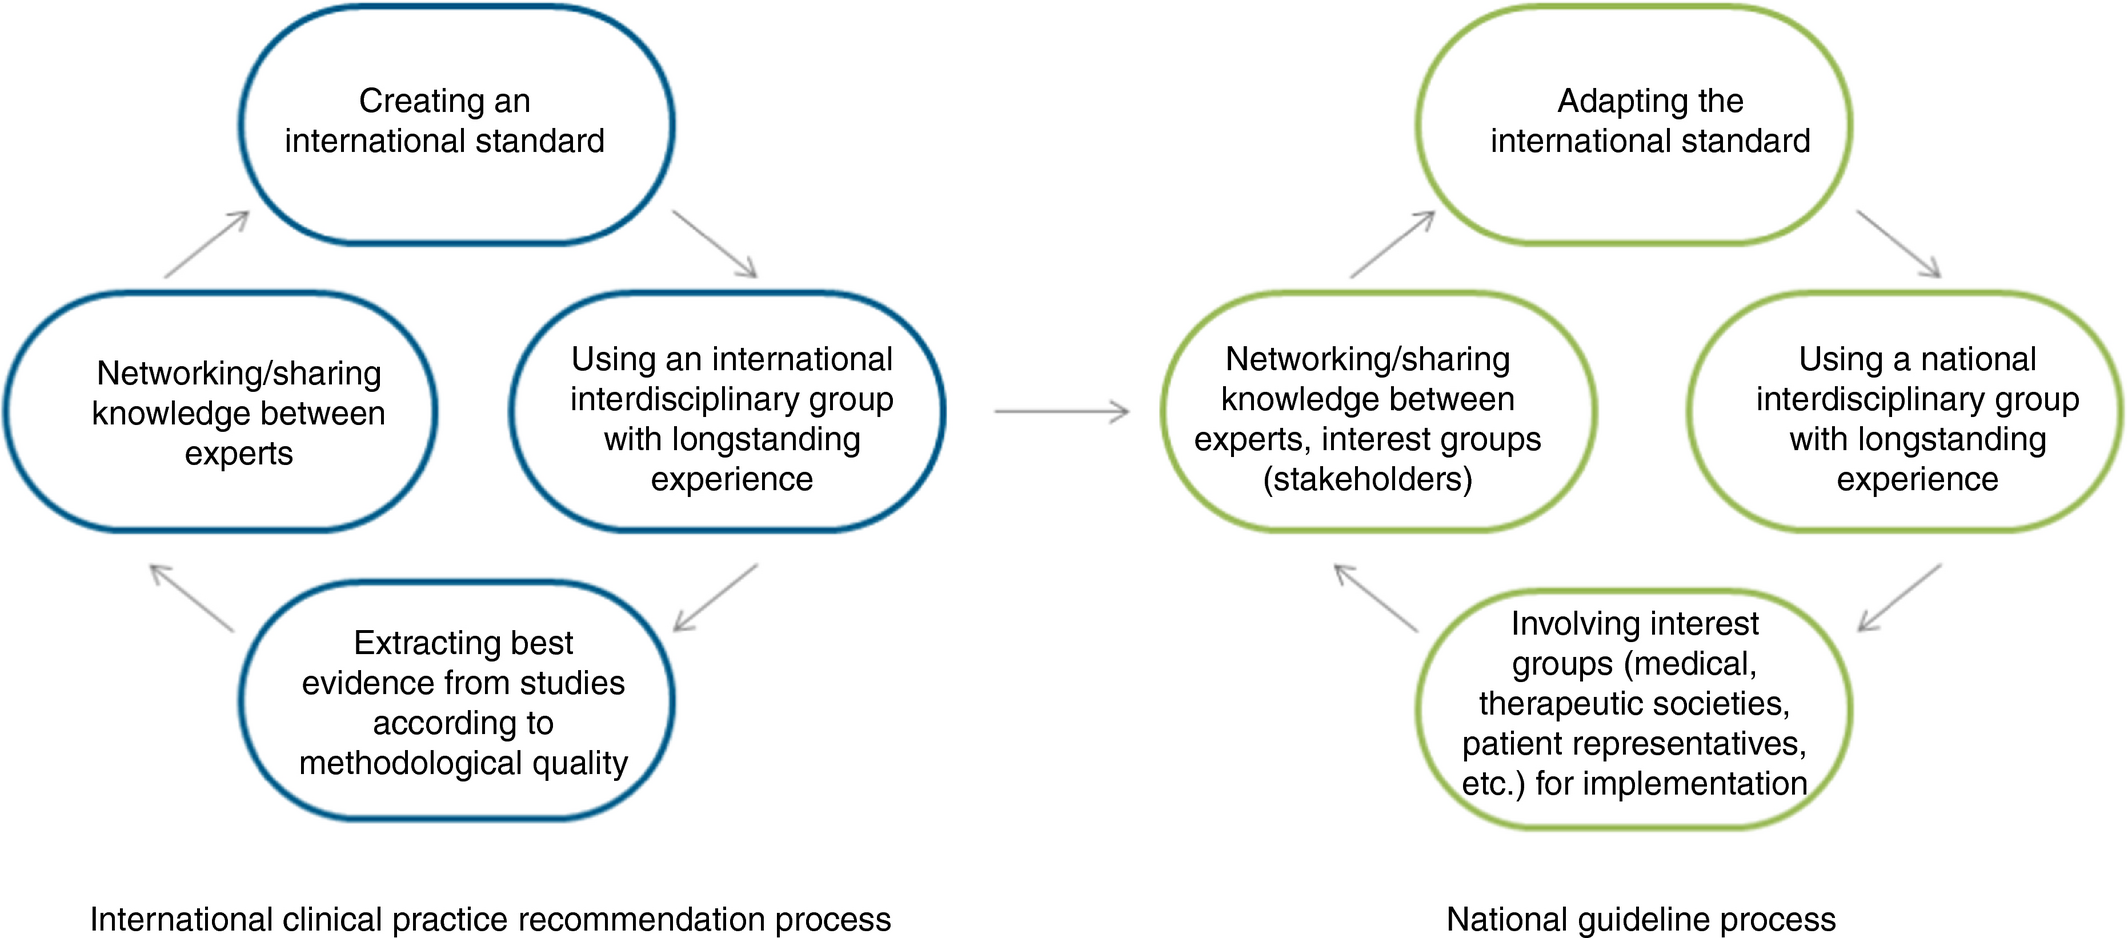 Creating an
international standard
Networking/sharing
knowledge between
experts
Using an international
interdisciplinary group
with longstanding
experience
Extracting best
evidence from studies
according to
methodological quality
International clinical practice recommendation process
Adapting the
international standard
Networking/sharing
knowledge between
experts, interest groups
(stakeholders)
Using a national
interdisciplinary group
with longstanding
experience
Involving interest
groups (medical,
therapeutic societies,
patient representatives,
etc.) for implementation
National guideline process